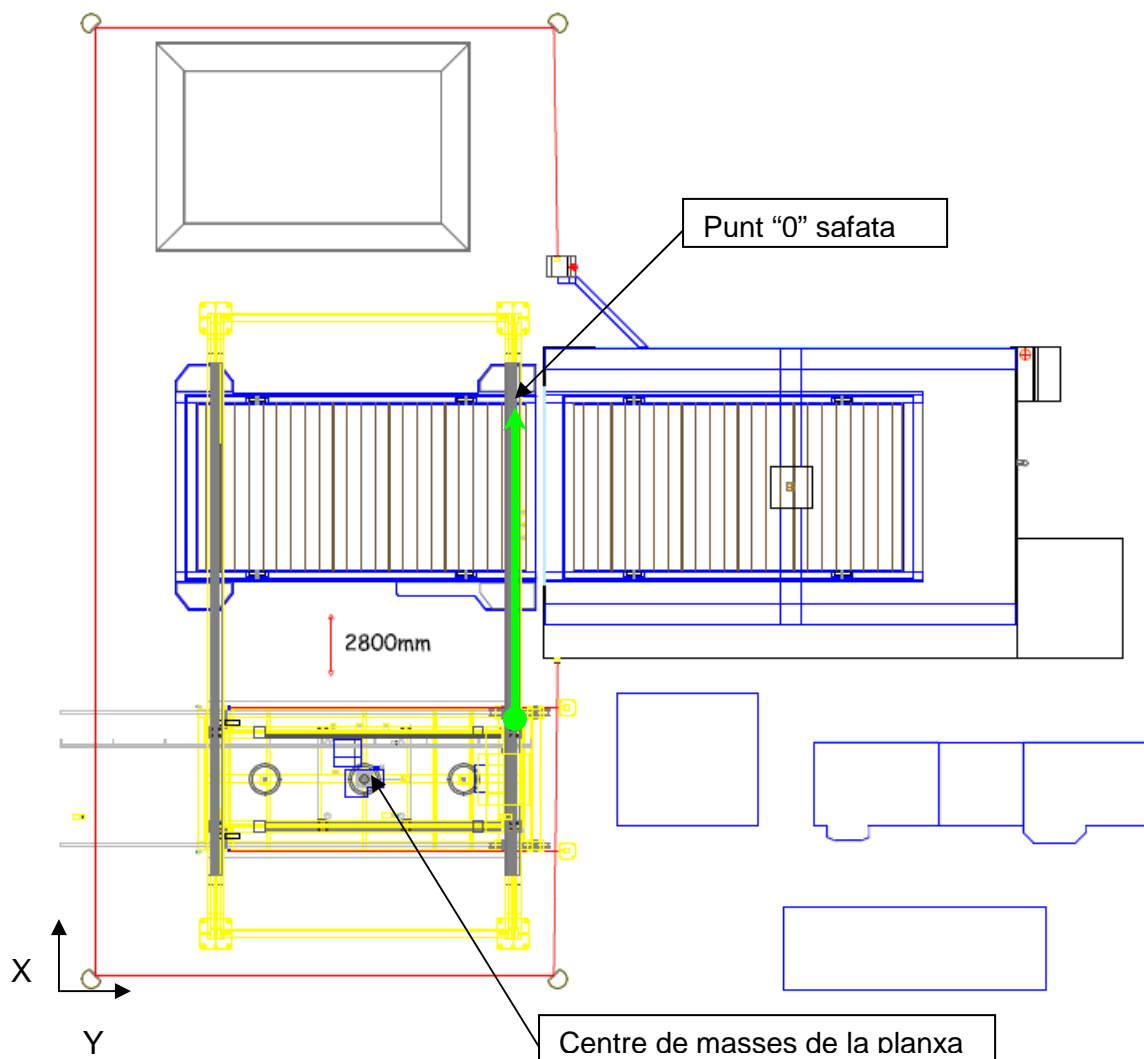 Punt “0” safata
2800mm
X
Y
Centre de masses de la planxa